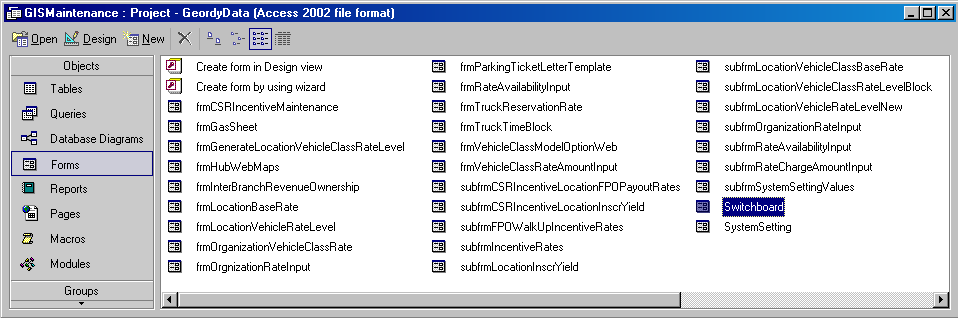 GISMaintenance : Project - GeordyData (Access 2002 file format)
Open Design New
Objects
Tables
Queries
Database Diagrams
Forms
Reports
Pages
Macros
Modules
Groups
Create form in Design view
Create form by using wizard
frmCSRIncentiveMaintenance
frmGasSheet
frmGenerateLocationVehicleClassRateLevel
frmHubWebMaps
frmInterBranchRevenueOwnership
frmLocationBaseRate
frmLocationVehicleRateLevel
frmOrganizationVehicleClassRate
frmOrgnizationRateInput
frmParkingTicketLetterTemplate
frmRateAvailabilityInput
frmTruckReservationRate
frmTruckTimeBlock
frmVehicleClassModelOptionWeb
frmVehicleClassRateAmountInput
subfrmCSRIncentiveLocationFPOPayoutRates
subfrmCSRIncentiveLocationInscrYield
subfrmFPOWalkUpIncentiveRates
subfrmIncentiveRates
subfrmLocationInscrYield
subfrmLocationVehicleClassBaseRate
subfrmLocationVehicleClassRateLevelBlock
subfrmLocationVehicleRateLevelNew
subfrmOrganizationRateInput
subfrmRateAvailabilityInput
subfrmRateChargeAmountInput
subfrmSystemSettingValues
Switchboard
SystemSetting